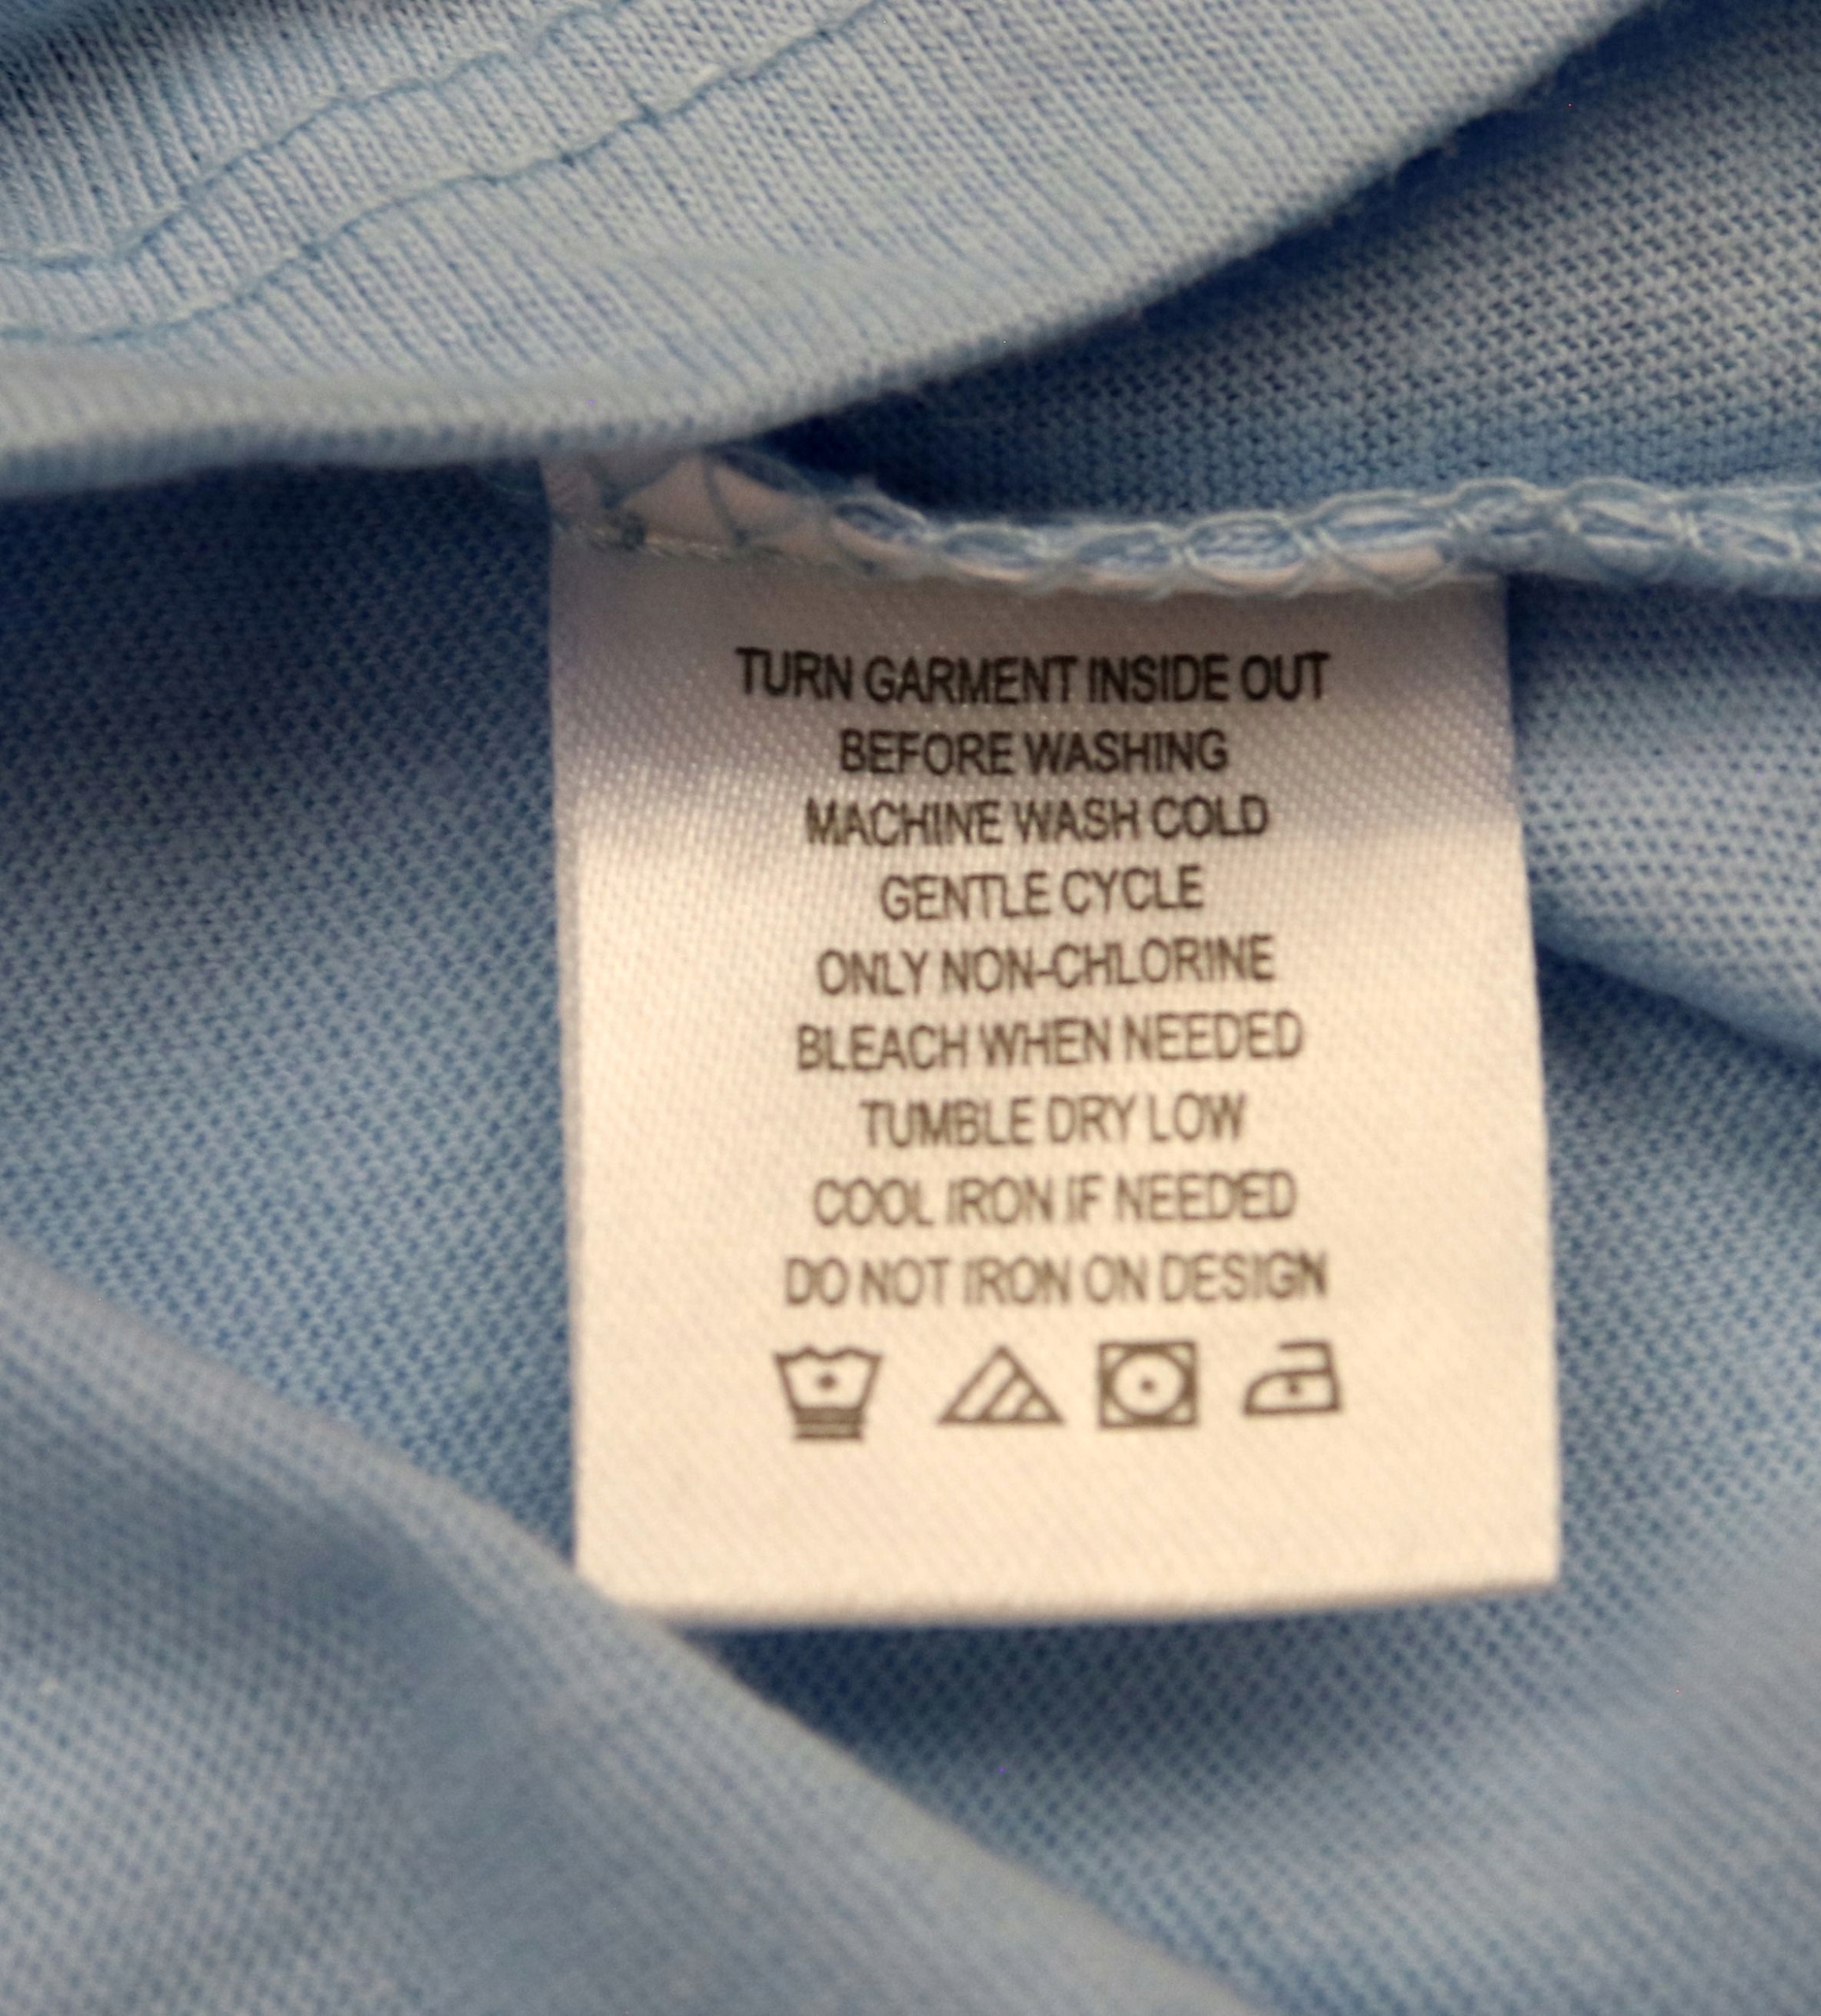 TURN GARMENT INSIDE OUT
BEFORE WASHING
MACHINE WASH COLD
GENTLE CYCLE
ONLY NON-CHLORINE
BLEACH WHEN NEEDED
TUMBLE DRY LOW
COOL IRON IF NEEDED
DO NOT IRON ON DESIGN